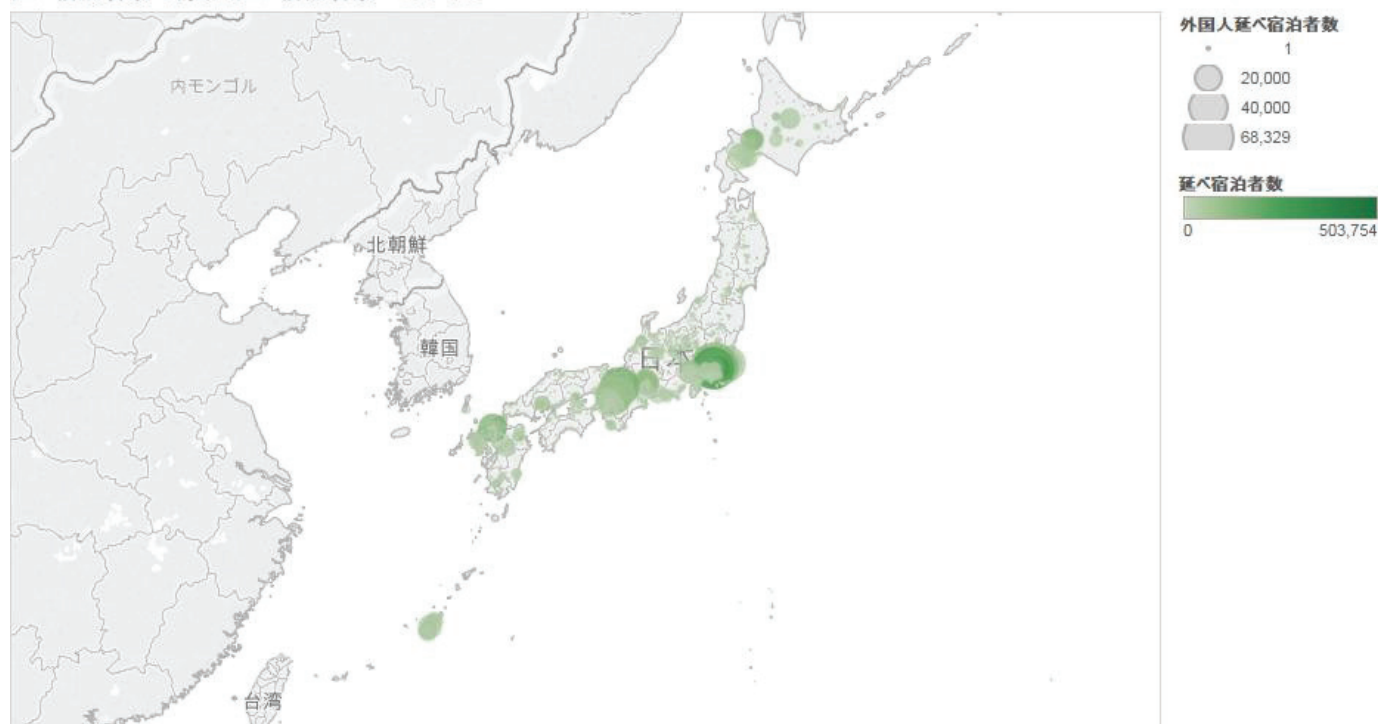 外国人延べ宿泊者数
1
20,000
40,000
68,329
延べ宿泊者数
0 503,754
内モンゴル
北朝鮮
韓国
日本
台湾